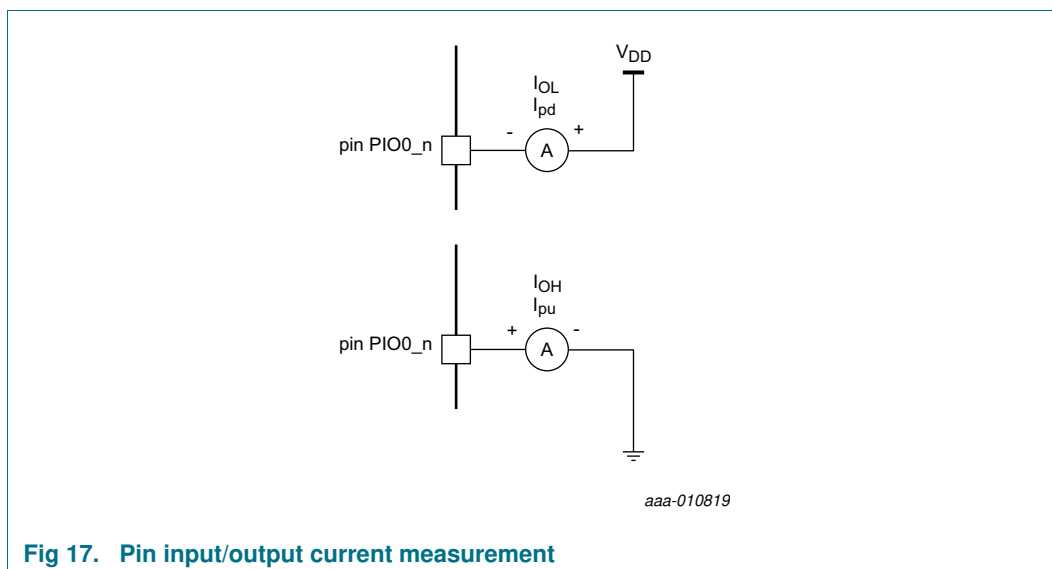 V_DD
I_OL
I_pd
- +
pin PIO0_n
A
I_OH
I_pu
+ -
pin PIO0_n
A
aaa-010819
Fig 17. Pin input/output current measurement